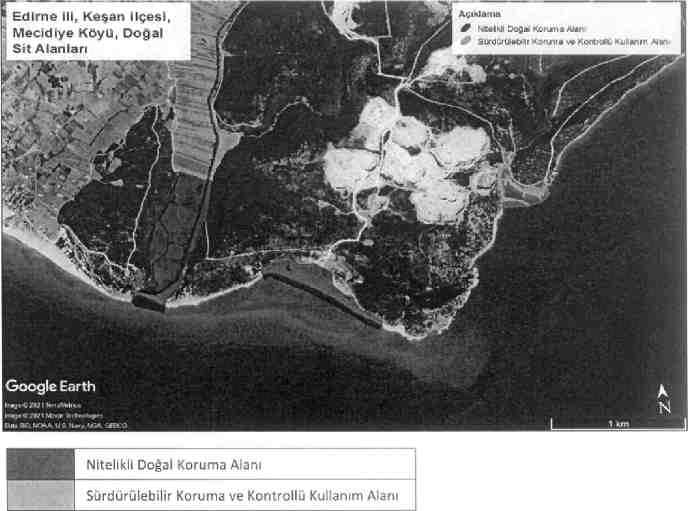 Edirne ili, Keşan ilçesi,
Mecidiye Köyü, Doğal
Sit Alanları
Açıklama
Nitelikli Doğal Koruma Alanı
Sürdürülebilir Koruma ve Kontrollü Kullanım Alanı
Google Earth
Image © 2021 TerraMetrics
Image © 2021 Maxar Technologies
Data SIO, NOAA, U.S. Navy, NGA, GEBCO
N
1 km
Nitelikli Doğal Koruma Alanı
Sürdürülebilir Koruma ve Kontrollü Kullanım Alanı